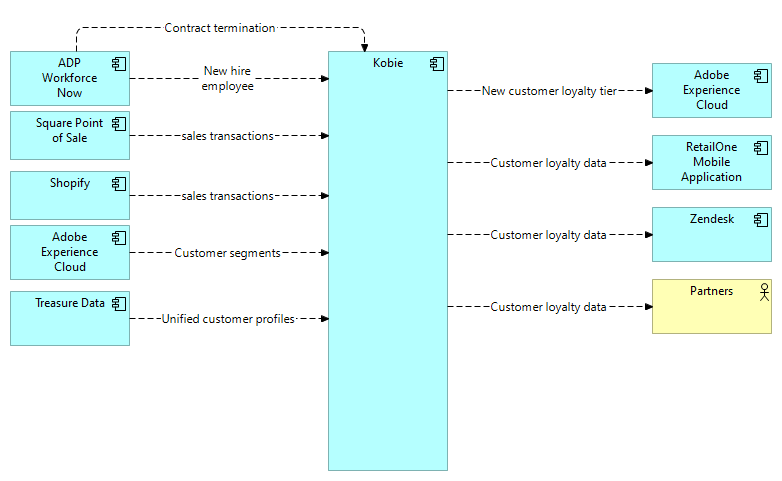 Contract termination
ADP
Workforce
Now
New hire
employee
Kobie
Square Point
of Sale
sales transactions
Shopify
sales transactions
Adobe
Experience
Cloud
Customer segments
Treasure Data
Unified customer profiles
New customer loyalty tier
Adobe
Experience
Cloud
Customer loyalty data
RetailOne
Mobile
Application
Customer loyalty data
Zendesk
Customer loyalty data
Partners